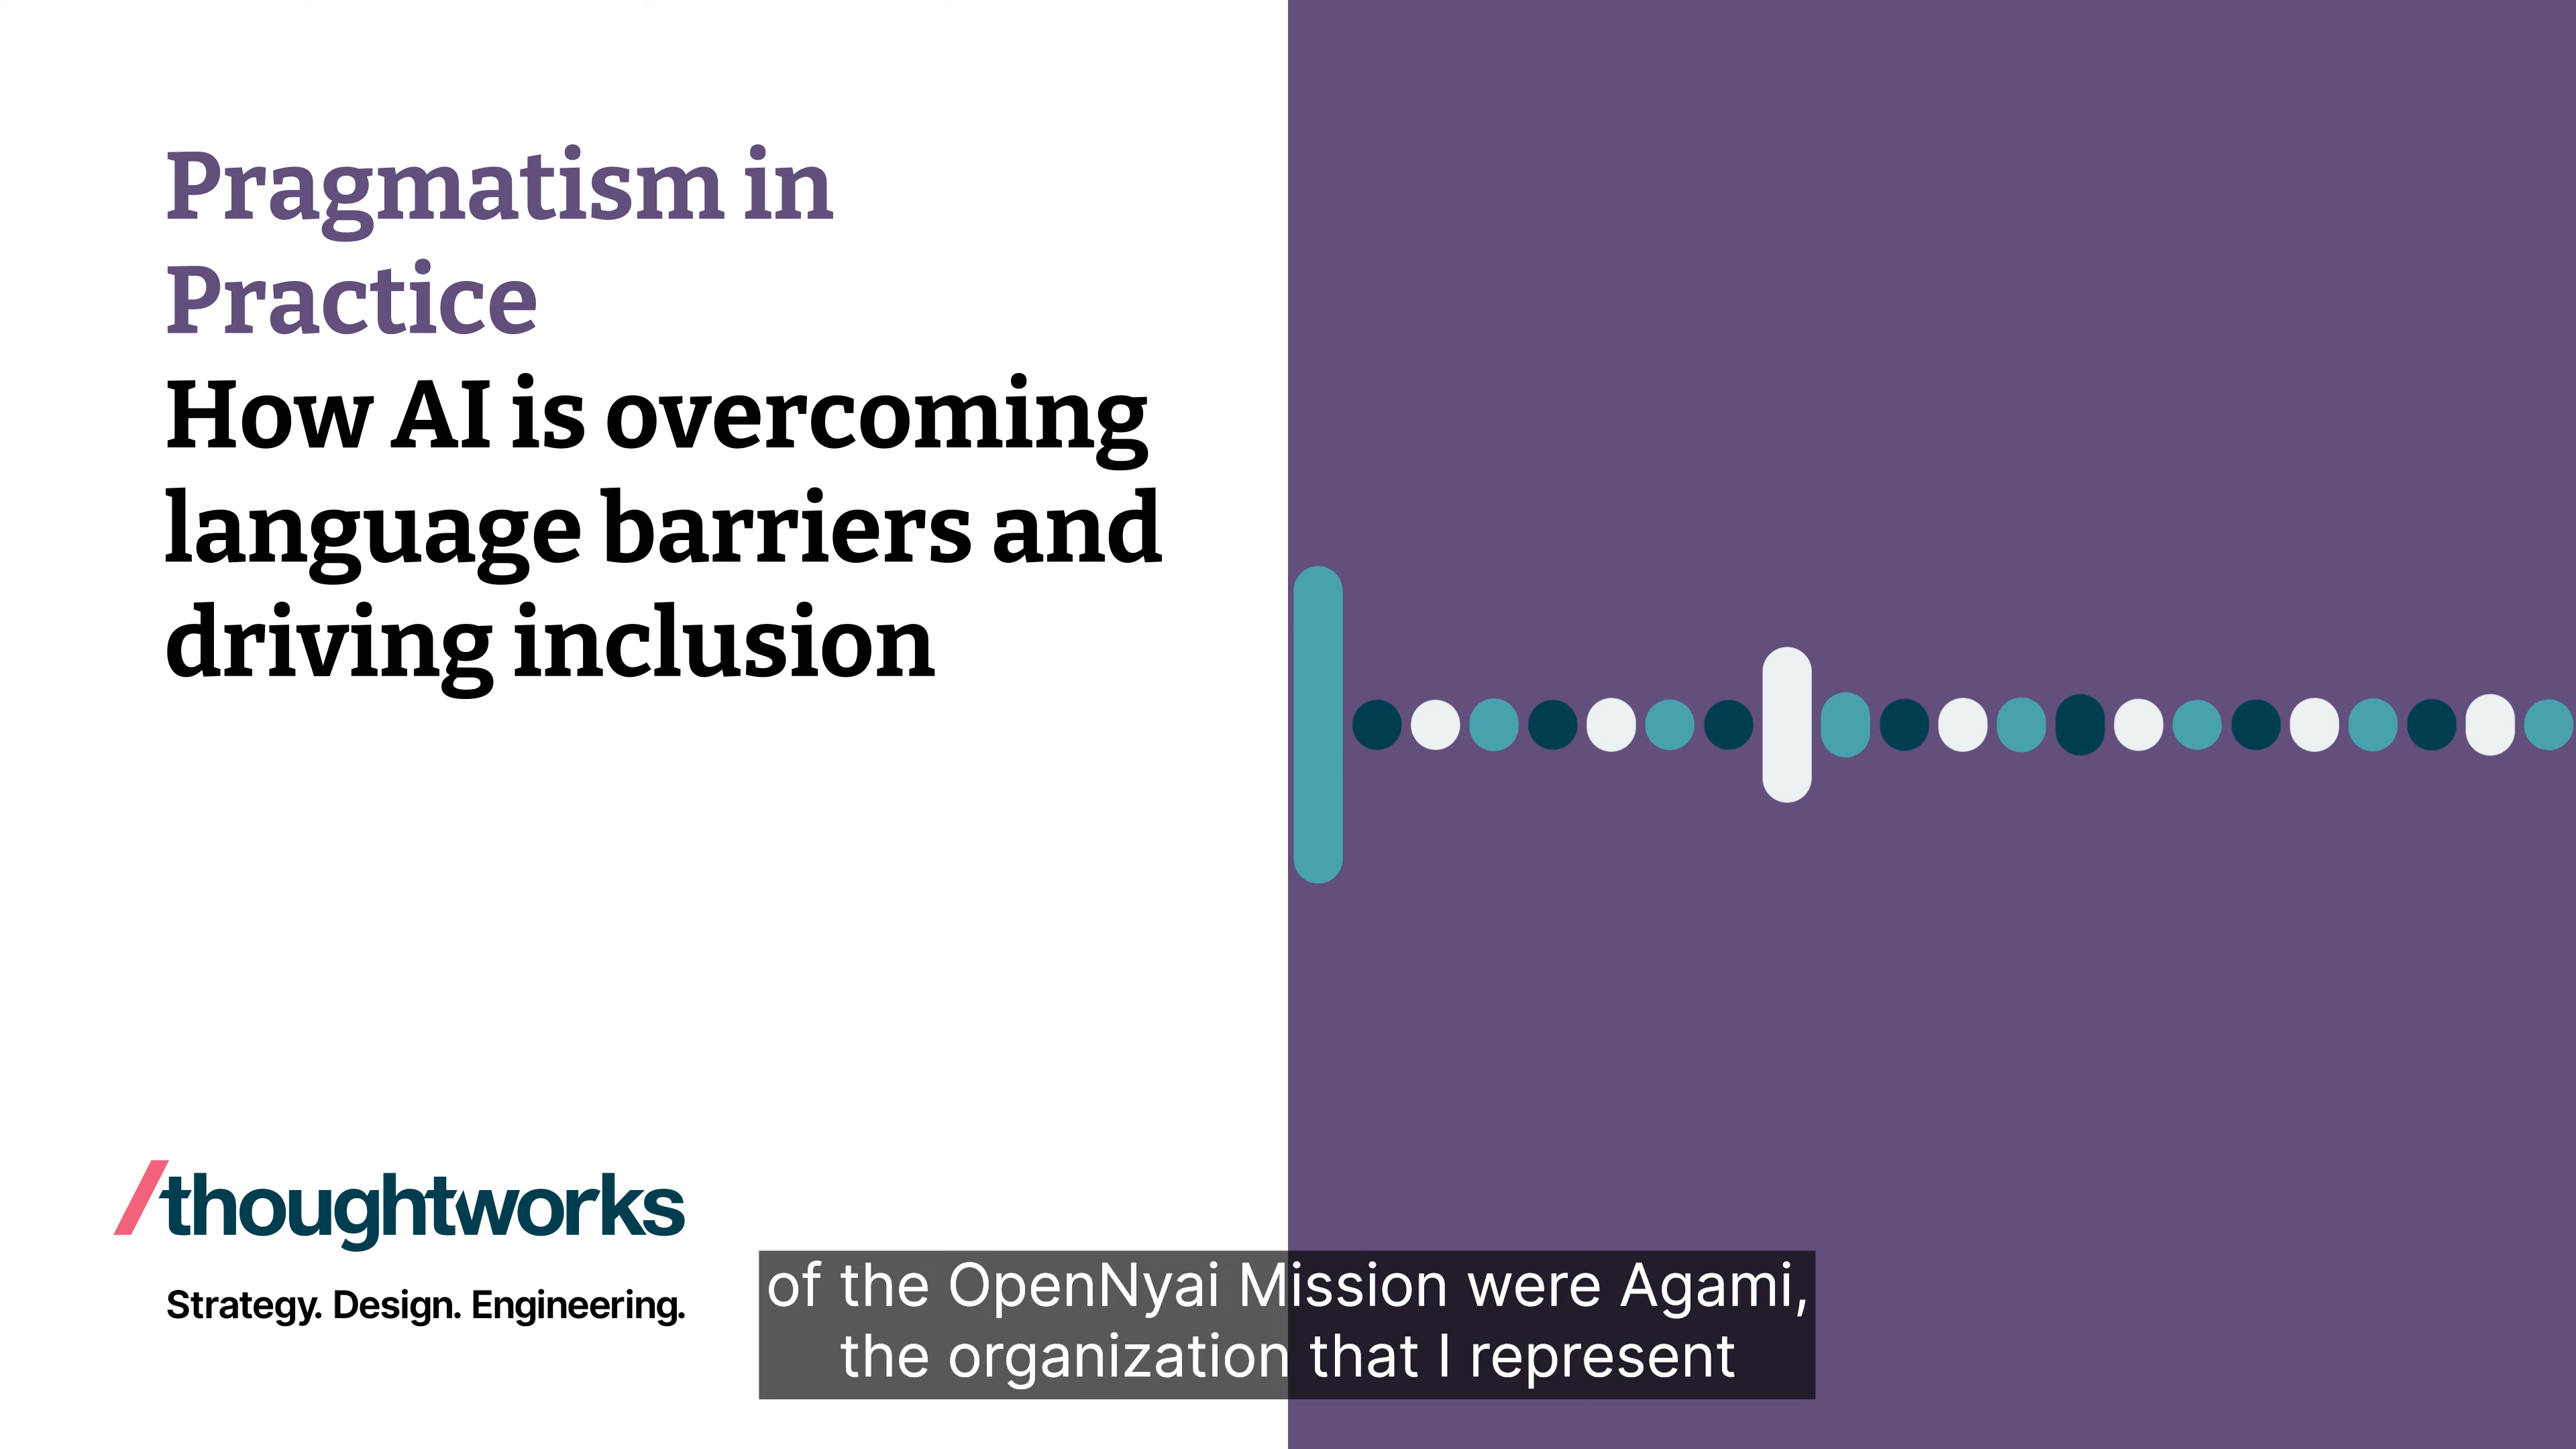 Pragmatism in
Practice
How AI is overcoming
language barriers and
driving inclusion
/thoughtworks
Strategy. Design. Engineering.
of the OpenNyai Mission were Agami,
the organization that I represent